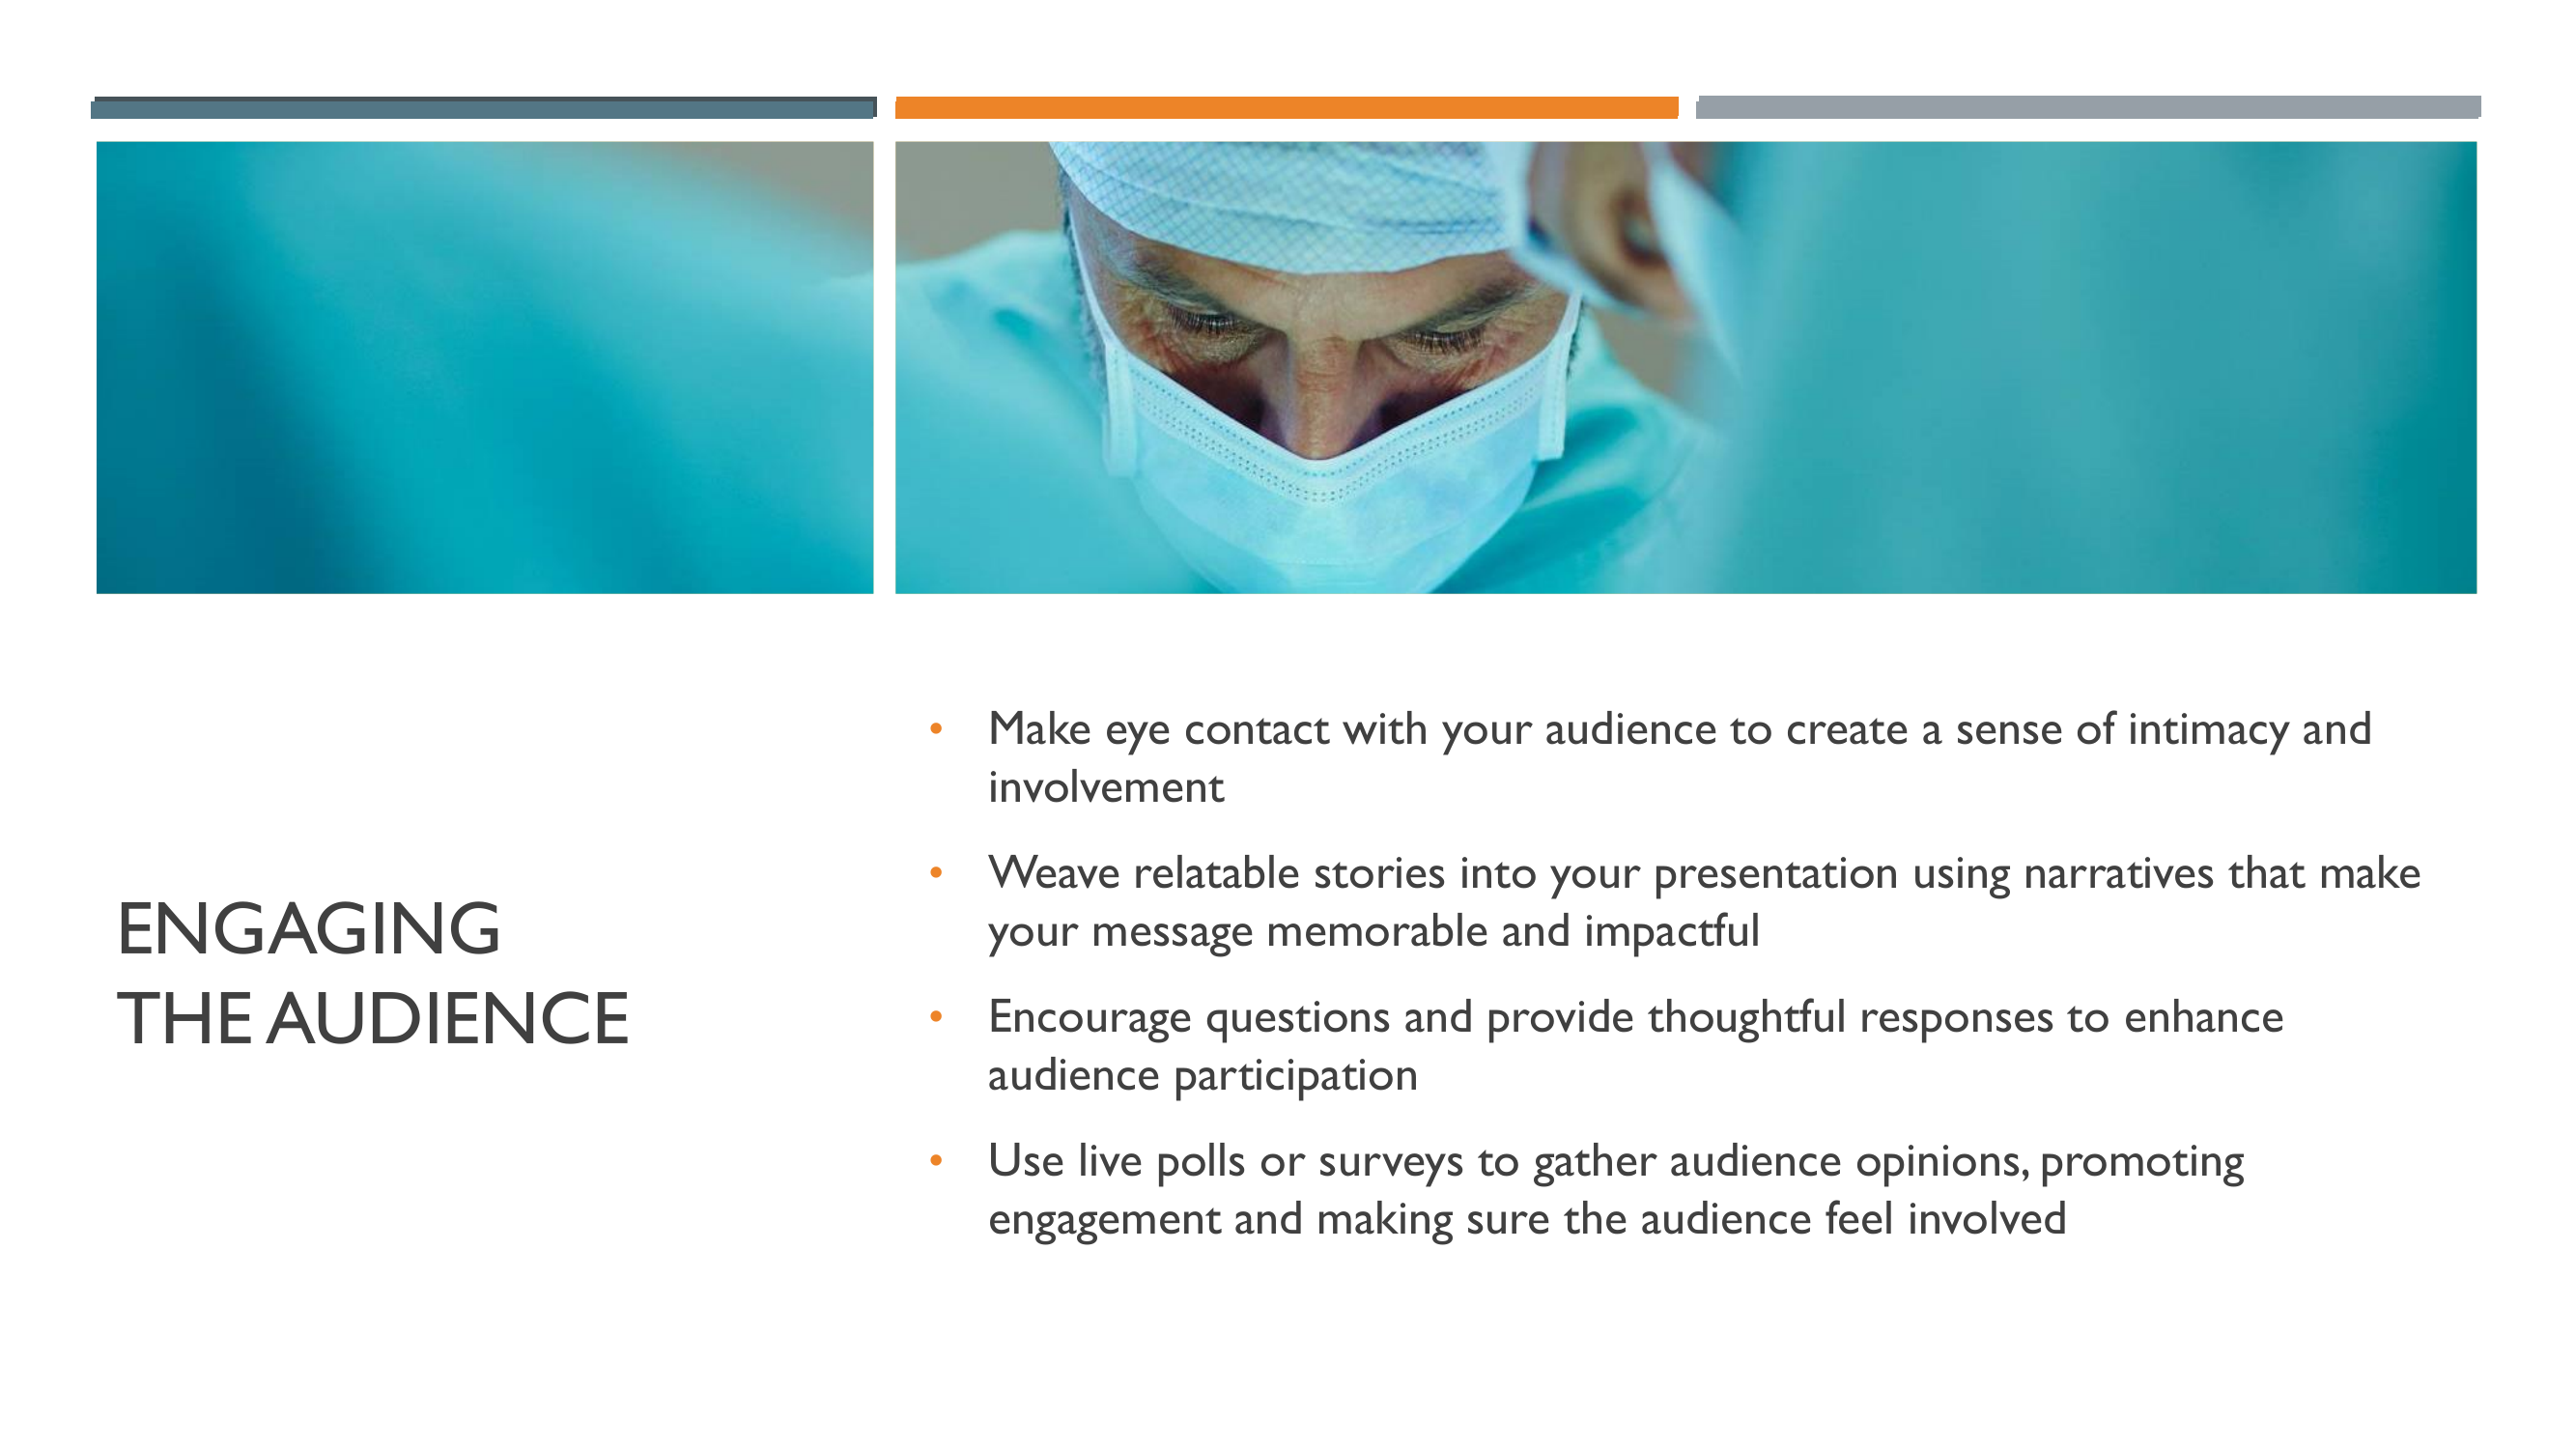 ENGAGING
THE AUDIENCE
• Make eye contact with your audience to create a sense of intimacy and
involvement
• Weave relatable stories into your presentation using narratives that make
your message memorable and impactful
• Encourage questions and provide thoughtful responses to enhance
audience participation
• Use live polls or surveys to gather audience opinions, promoting
engagement and making sure the audience feel involved